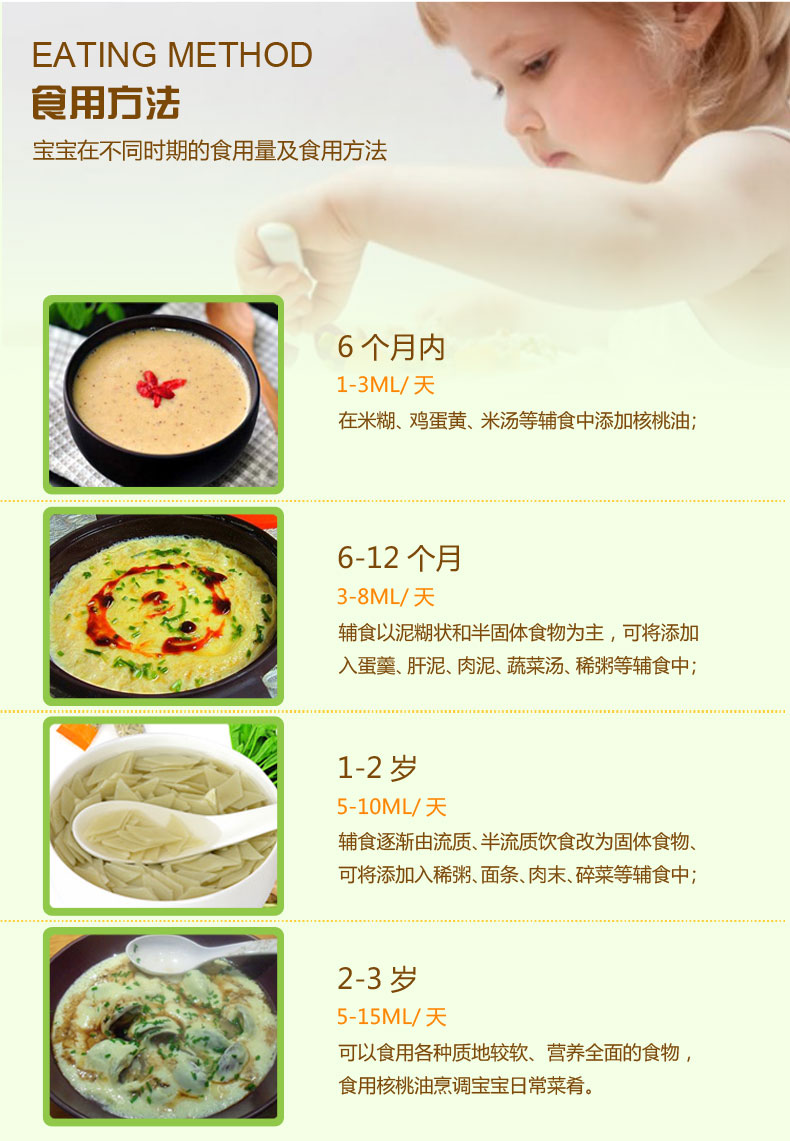 EATING METHOD
食用方法
宝宝在不同时期的食用量及食用方法
6 个月内
1-3ML/ 天
在米糊、鸡蛋黄、米汤等辅食中添加核桃油；
6-12 个月
3-8ML/ 天
辅食以泥糊状和半固体食物为主，可将添加
入蛋羹、肝泥、肉泥、蔬菜汤、稀粥等辅食中；
1-2 岁
5-10ML/ 天
辅食逐渐由流质、半流质饮食改为固体食物、
可将添加入稀粥、面条、肉末、碎菜等辅食中；
2-3 岁
5-15ML/ 天
可以食用各种质地较软、营养全面的食物，
食用核桃油烹调宝宝日常菜肴。